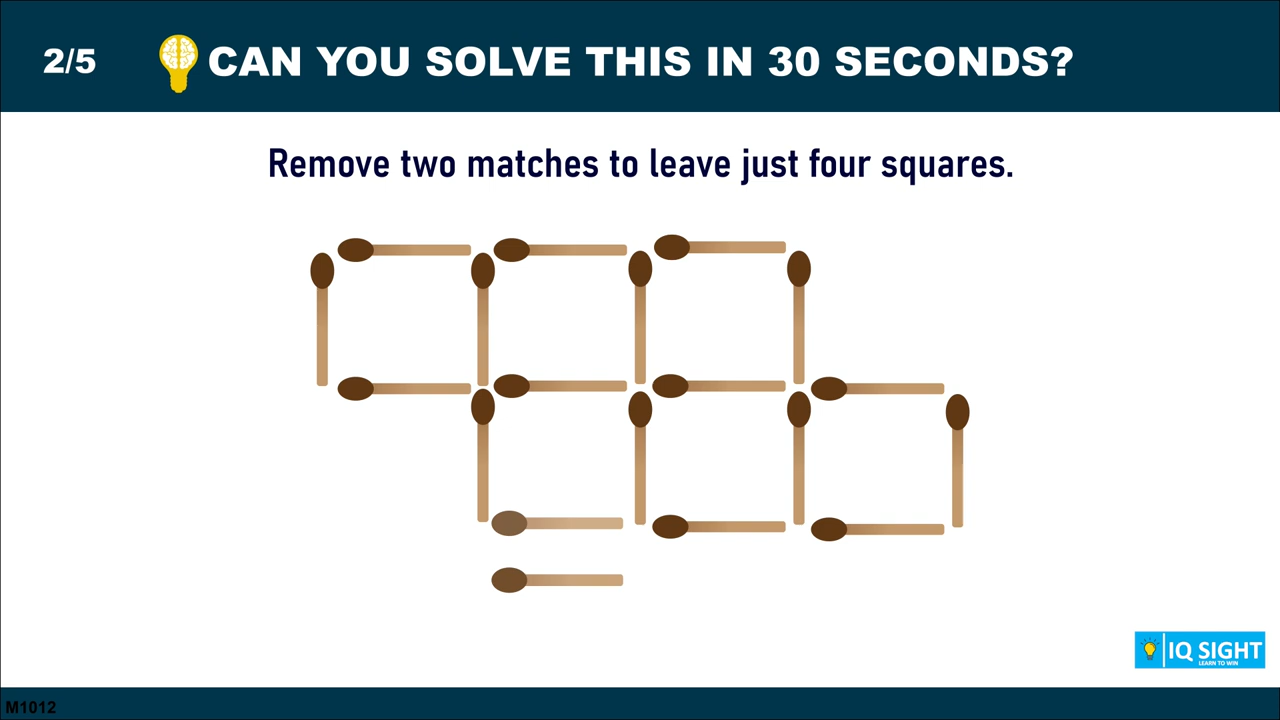 2/5
CAN YOU SOLVE THIS IN 30 SECONDS?
Remove two matches to leave just four squares.
IQ SIGHT
LEARN TO WIN
M1012